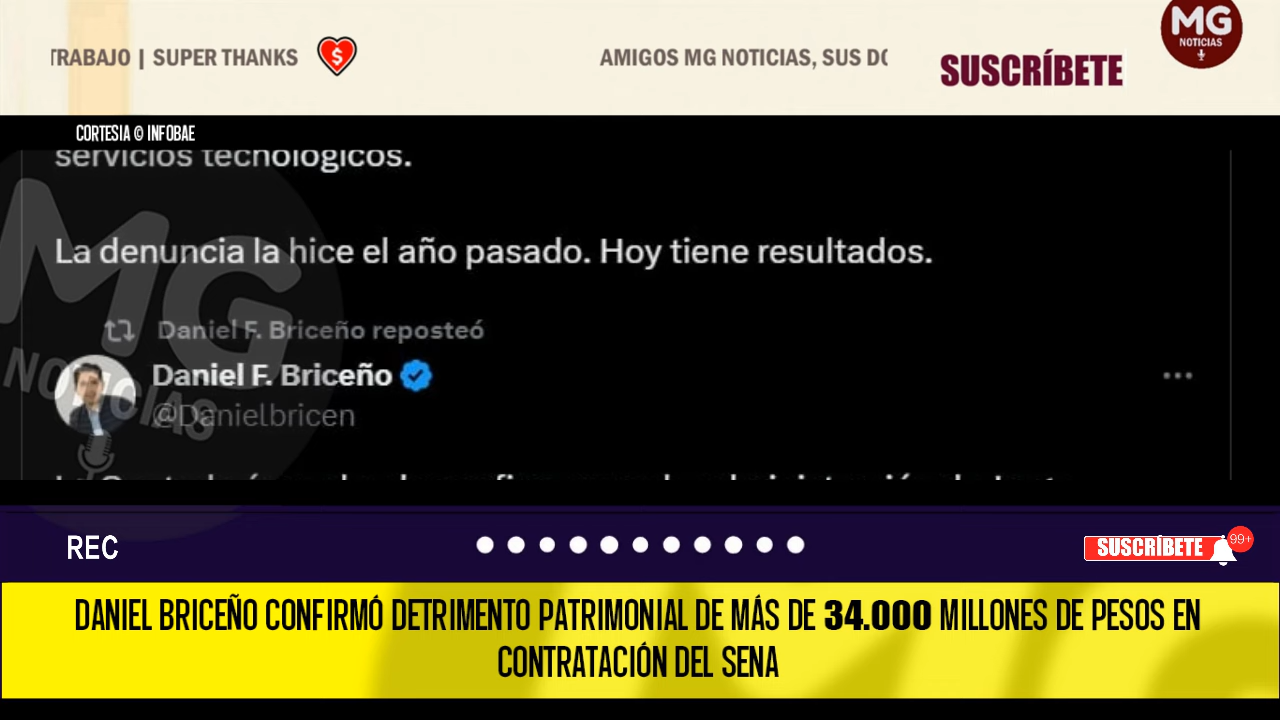 TRABAJO | SUPER THANKS
AMIGOS MG NOTICIAS, SUS
SUSCRÍBETE
MG
NOTICIAS
CORTESIA © INFOBAE
servicios tecnológicos.
La denuncia la hice el año pasado. Hoy tiene resultados.
Daniel F. Briceño reposteó
Daniel F. Briceño
@Danielbricen
MG
NOTICIAS
REC
SUSCRÍBETE
99+
DANIEL BRICEÑO CONFIRMÓ DETRIMENTO PATRIMONIAL DE MÁS DE 34.000 MILLONES DE PESOS EN
CONTRATACIÓN DEL SENA